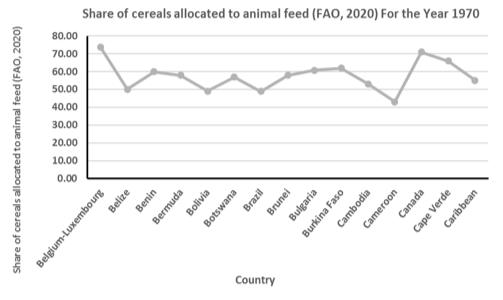 Share of cereals allocated to animal feed (FAO, 2020) For the Year 1970
Share of cereals allocated to animal feed (FAO, 2020)
80.00
70.00
60.00
50.00
40.00
30.00
20.00
10.00
0.00
Belgium-Luxembourg
Belize
Benin
Bermuda
Bolivia
Botswana
Brazil
Brunei
Bulgaria
Burkina Faso
Cambodia
Cameroon
Canada
Cape Verde
Caribbean
Country